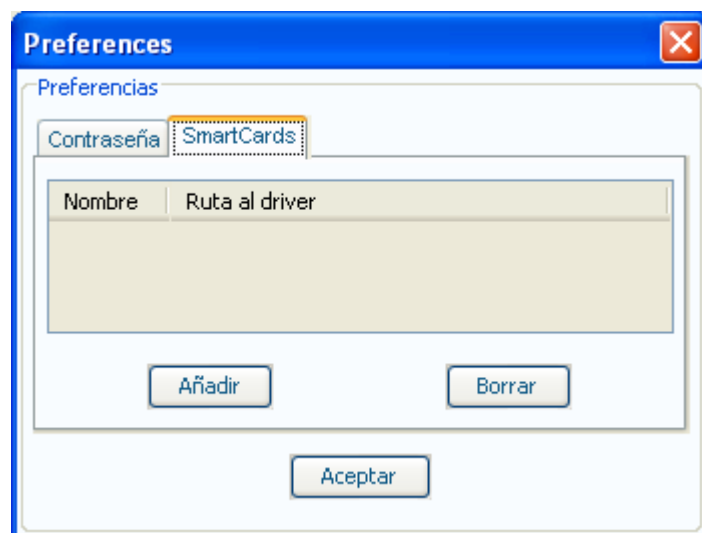 Preferences
Preferencias
Contraseña SmartCards
Nombre Ruta al driver
Añadir Borrar
Aceptar